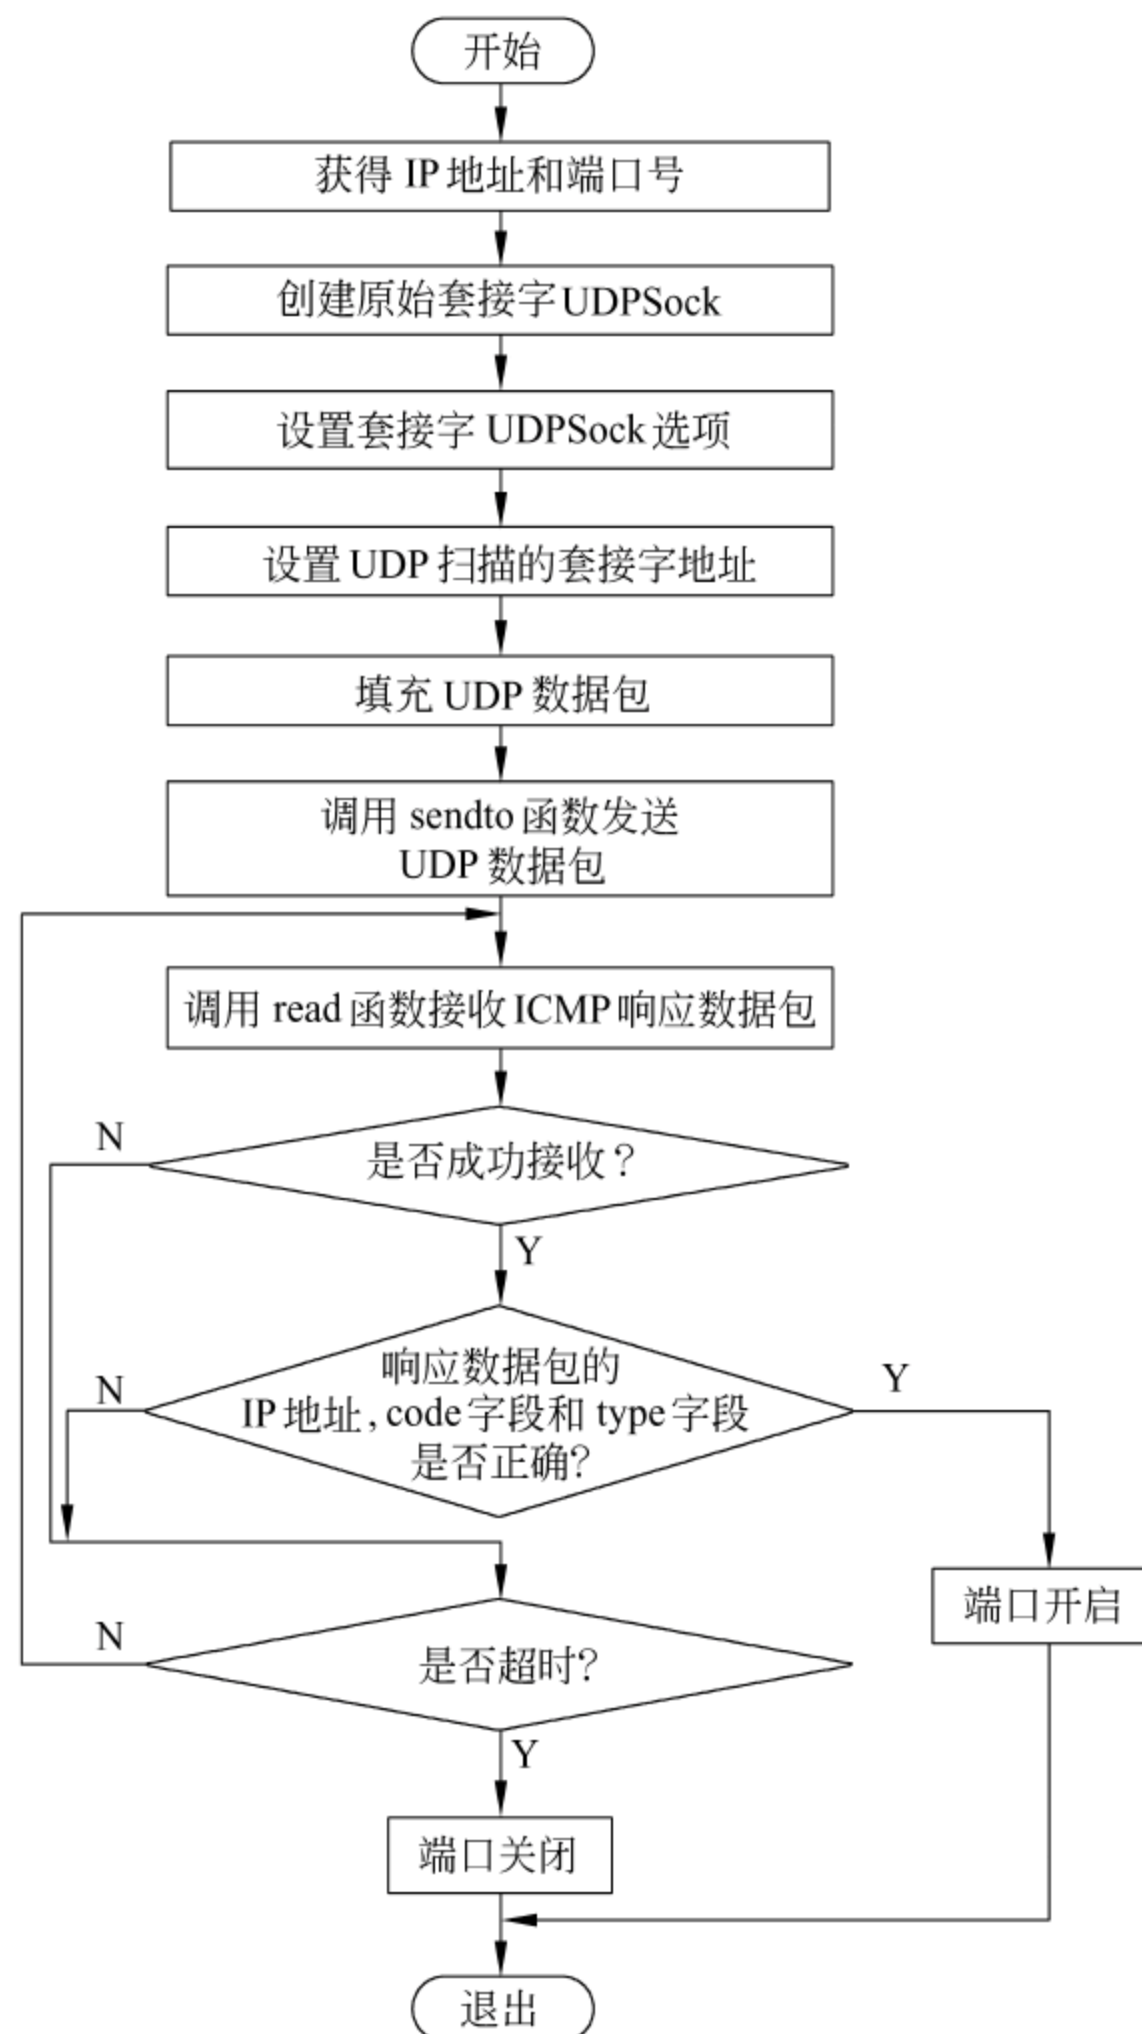 开始
获得 IP 地址和端口号
创建原始套接字 UDPSock
设置套接字 UDPSock 选项
设置 UDP 扫描的套接字地址
填充 UDP 数据包
调用 sendto 函数发送
UDP 数据包
调用 read 函数接收 ICMP 响应数据包
N
是否成功接收？
Y
响应数据包的
N
IP 地址, code 字段和 type 字段
Y
是否正确?
端口开启
N
是否超时?
Y
端口关闭
退出